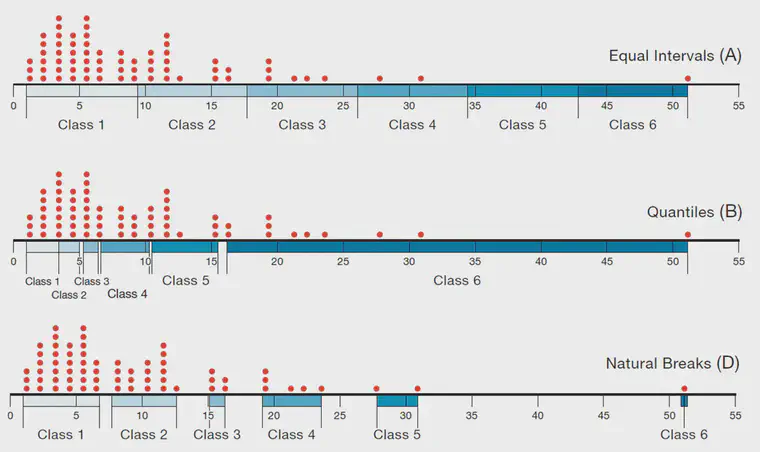 Equal Intervals (A)
0 5 10 15 20 25 30 35 40 45 50 55
Class 1 Class 2 Class 3 Class 4 Class 5 Class 6
Quantiles (B)
0 5 10 15 20 25 30 35 40 45 50 55
Class 1 Class 3 Class 5 Class 6
Class 2 Class 4
Natural Breaks (D)
0 5 10 15 20 25 30 35 40 45 50 55
Class 1 Class 2 Class 3 Class 4 Class 5 Class 6